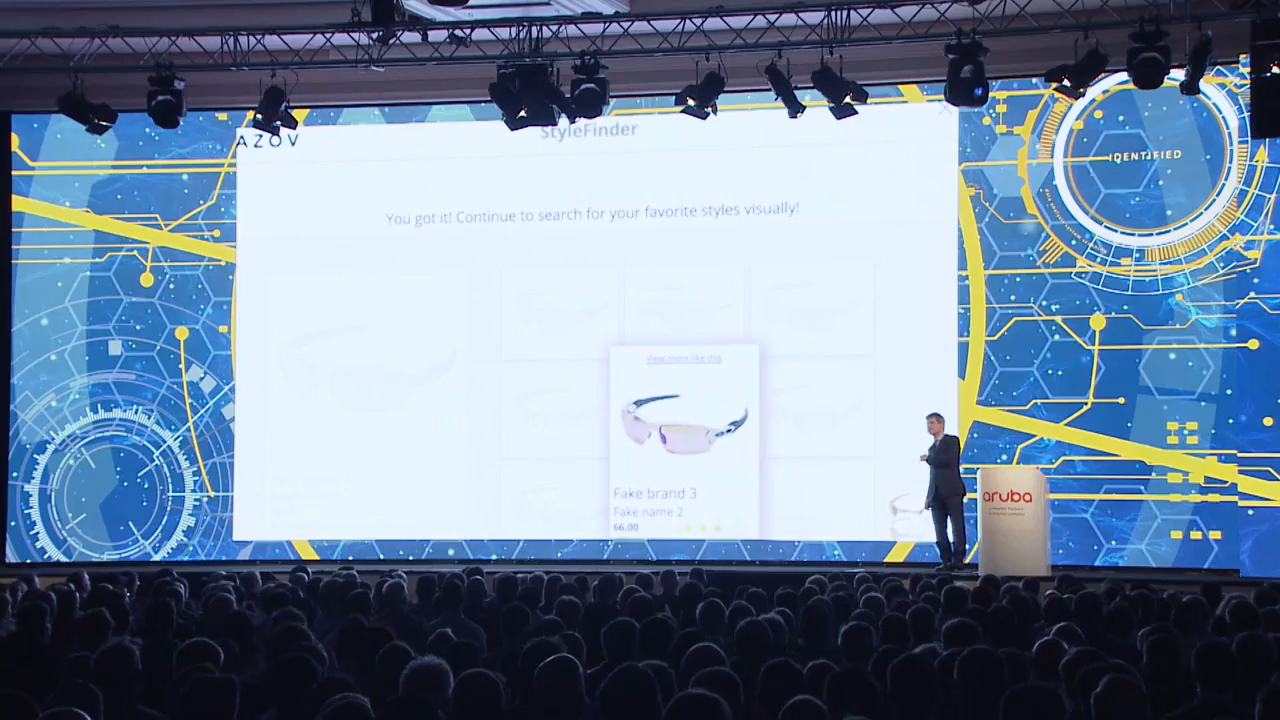 AZOV
StyleFinder
You got it! Continue to search for your favorite styles visually!
View more like this
Fake brand 3
Fake name 2
66.00
IDENTIFIED
aruba